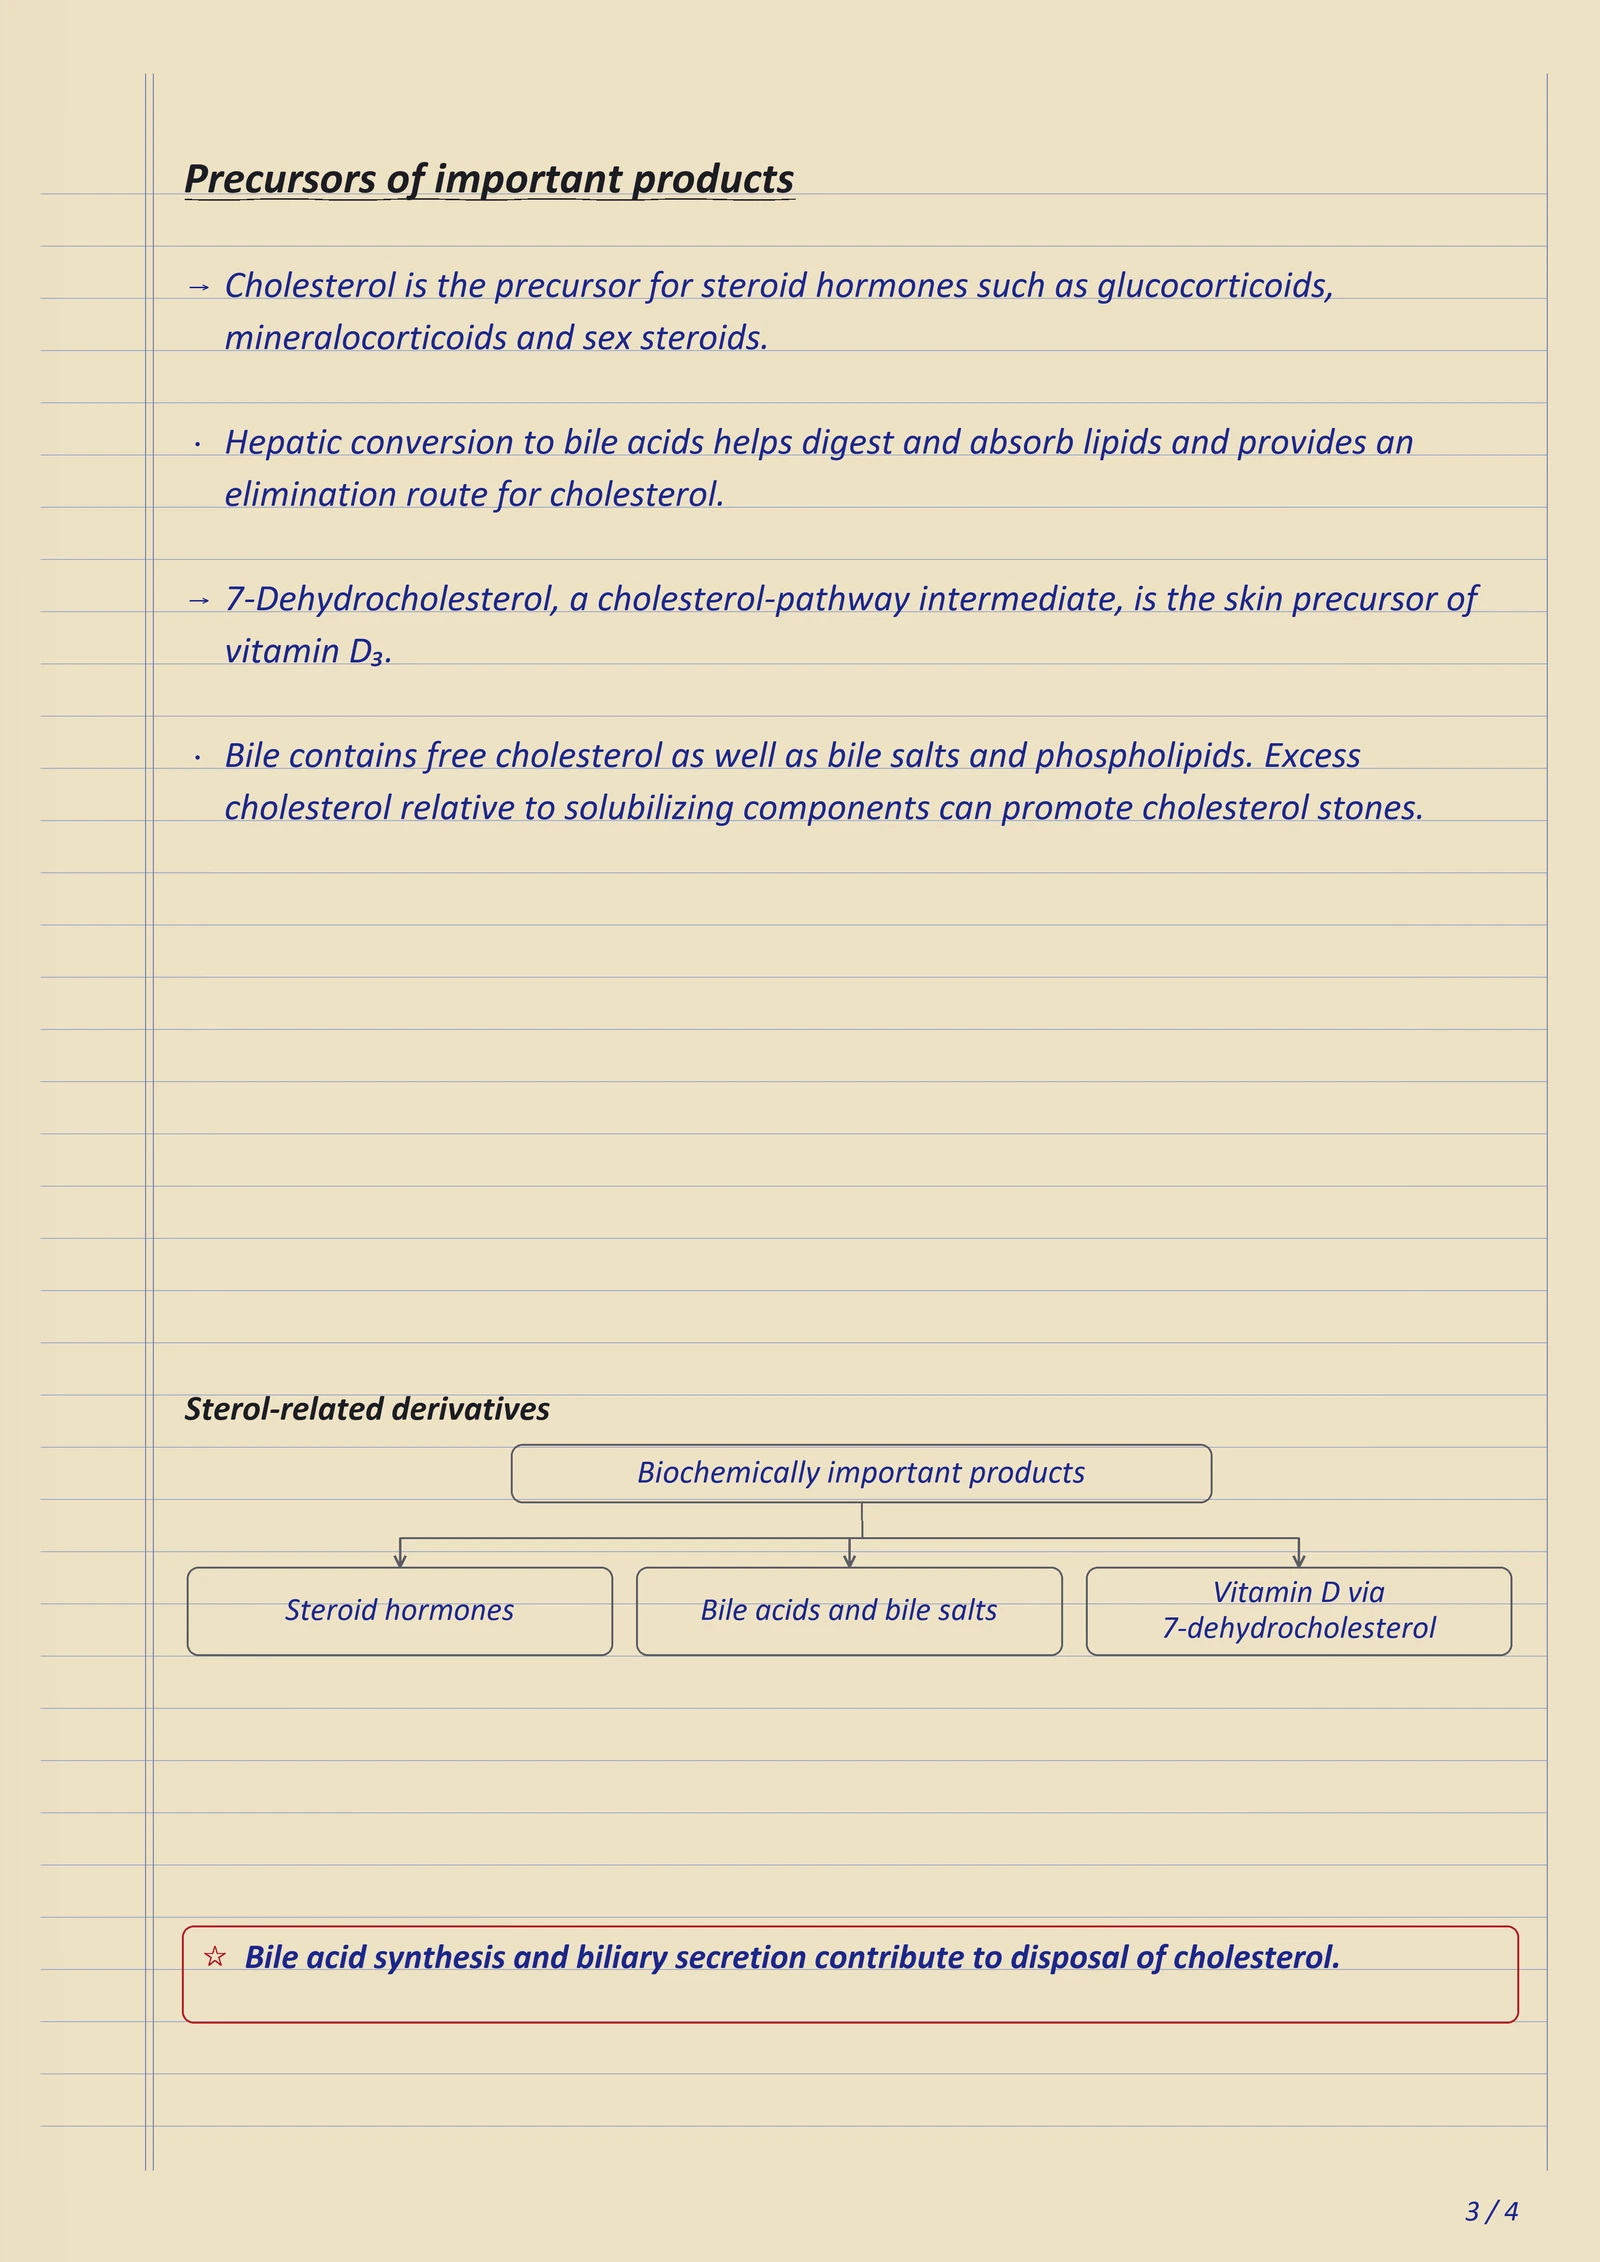 Precursors of important products
→ Cholesterol is the precursor for steroid hormones such as glucocorticoids,
mineralocorticoids and sex steroids.
· Hepatic conversion to bile acids helps digest and absorb lipids and provides an
elimination route for cholesterol.
→ 7-Dehydrocholesterol, a cholesterol-pathway intermediate, is the skin precursor of
vitamin D₃.
· Bile contains free cholesterol as well as bile salts and phospholipids. Excess
cholesterol relative to solubilizing components can promote cholesterol stones.
Sterol-related derivatives
Biochemically important products
Steroid hormones
Bile acids and bile salts
Vitamin D via
7-dehydrocholesterol
☆ Bile acid synthesis and biliary secretion contribute to disposal of cholesterol.
3 / 4